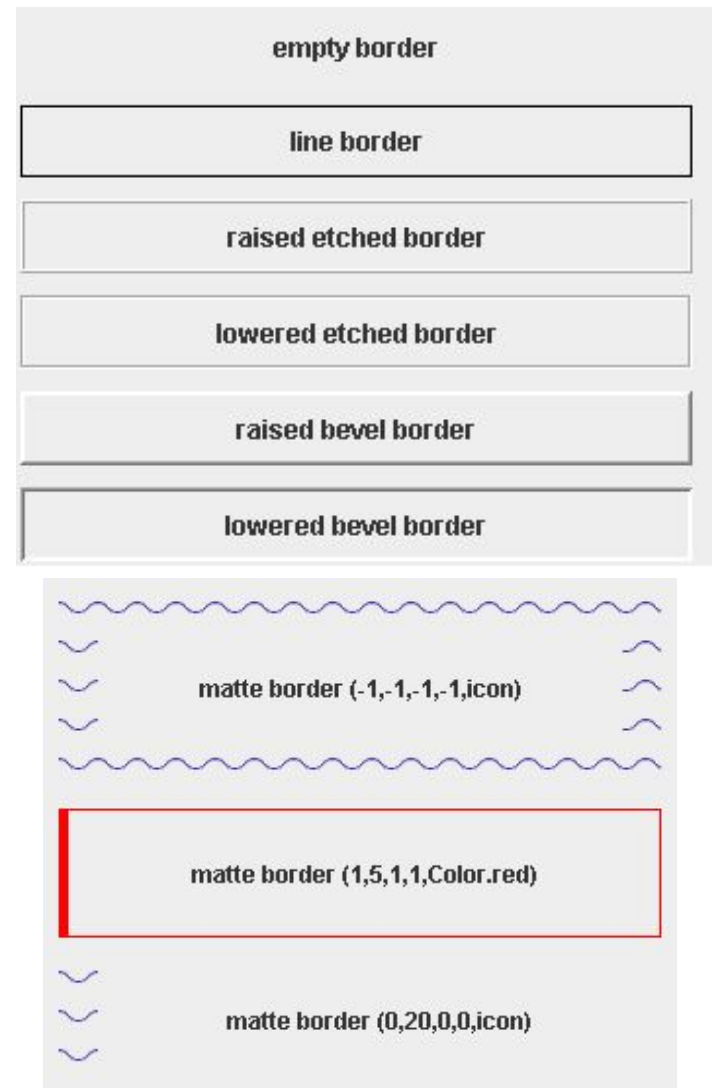 empty border
line border
raised etched border
lowered etched border
raised bevel border
lowered bevel border
matte border (-1,-1,-1,-1,icon)
matte border (1,5,1,1,Color.red)
matte border (0,20,0,0,icon)